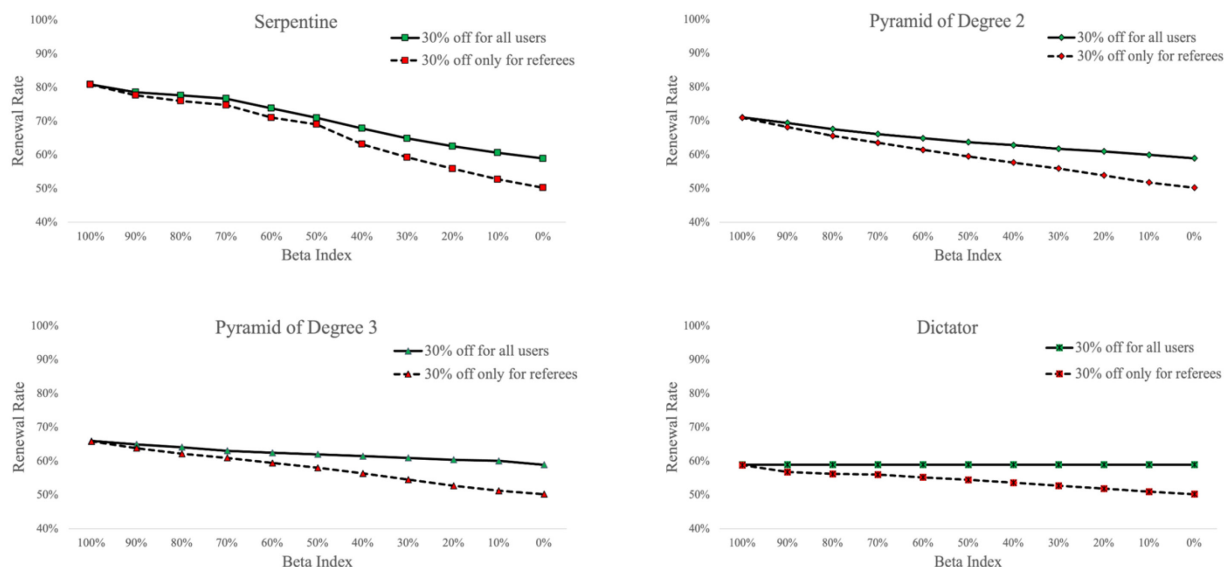 Serpentine
30% off for all users
30% off only for referees
Renewal Rate
100%
90%
80%
70%
60%
50%
40%
100% 90% 80% 70% 60% 50% 40% 30% 20% 10% 0%
Beta Index
Pyramid of Degree 2
30% off for all users
30% off only for referees
Renewal Rate
100%
90%
80%
70%
60%
50%
40%
100% 90% 80% 70% 60% 50% 40% 30% 20% 10% 0%
Beta Index
Pyramid of Degree 3
30% off for all users
30% off only for referees
Renewal Rate
100%
90%
80%
70%
60%
50%
40%
100% 90% 80% 70% 60% 50% 40% 30% 20% 10% 0%
Beta Index
Dictator
30% off for all users
30% off only for referees
Renewal Rate
100%
90%
80%
70%
60%
50%
40%
100% 90% 80% 70% 60% 50% 40% 30% 20% 10% 0%
Beta Index